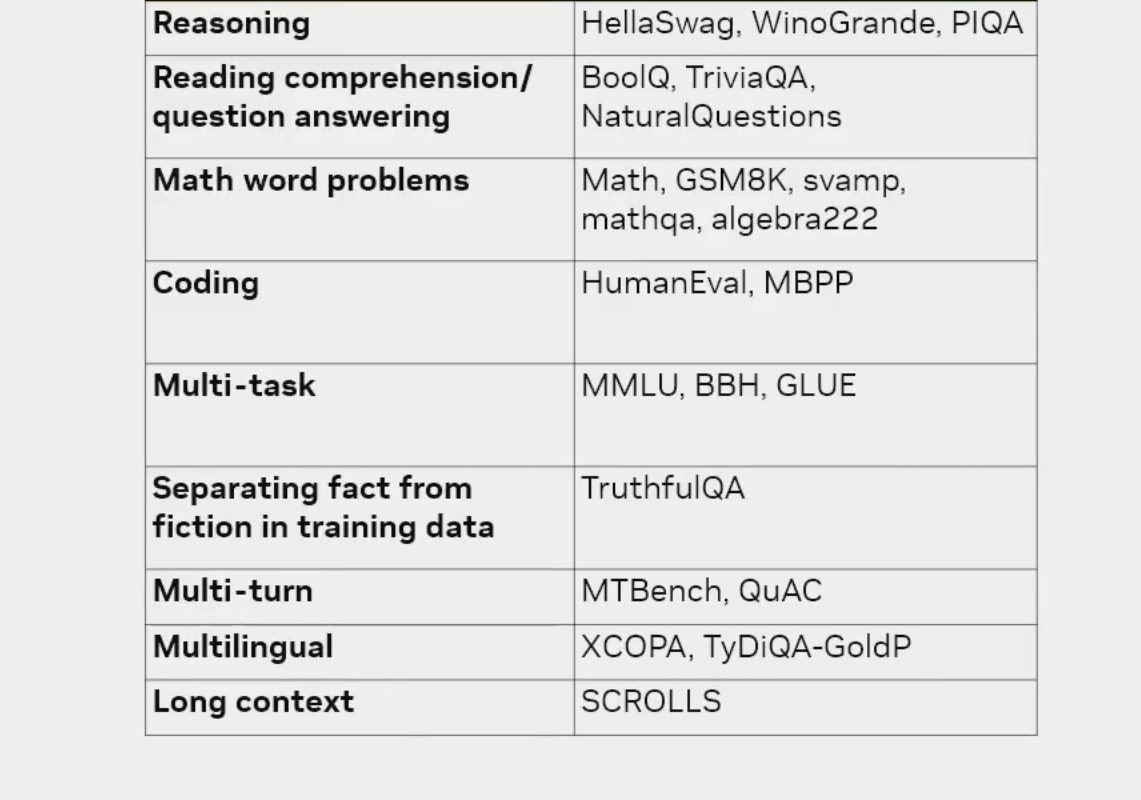 Reasoning
HellaSwag, WinoGrande, PIQA
Reading comprehension/
question answering
BoolQ, TriviaQA,
NaturalQuestions
Math word problems
Math, GSM8K, svamp,
mathqa, algebra222
Coding
HumanEval, MBPP
Multi-task
MMLU, BBH, GLUE
Separating fact from
fiction in training data
TruthfulQA
Multi-turn
MTBench, QuAC
Multilingual
XCOPA, TyDiQA-GoldP
Long context
SCROLLS